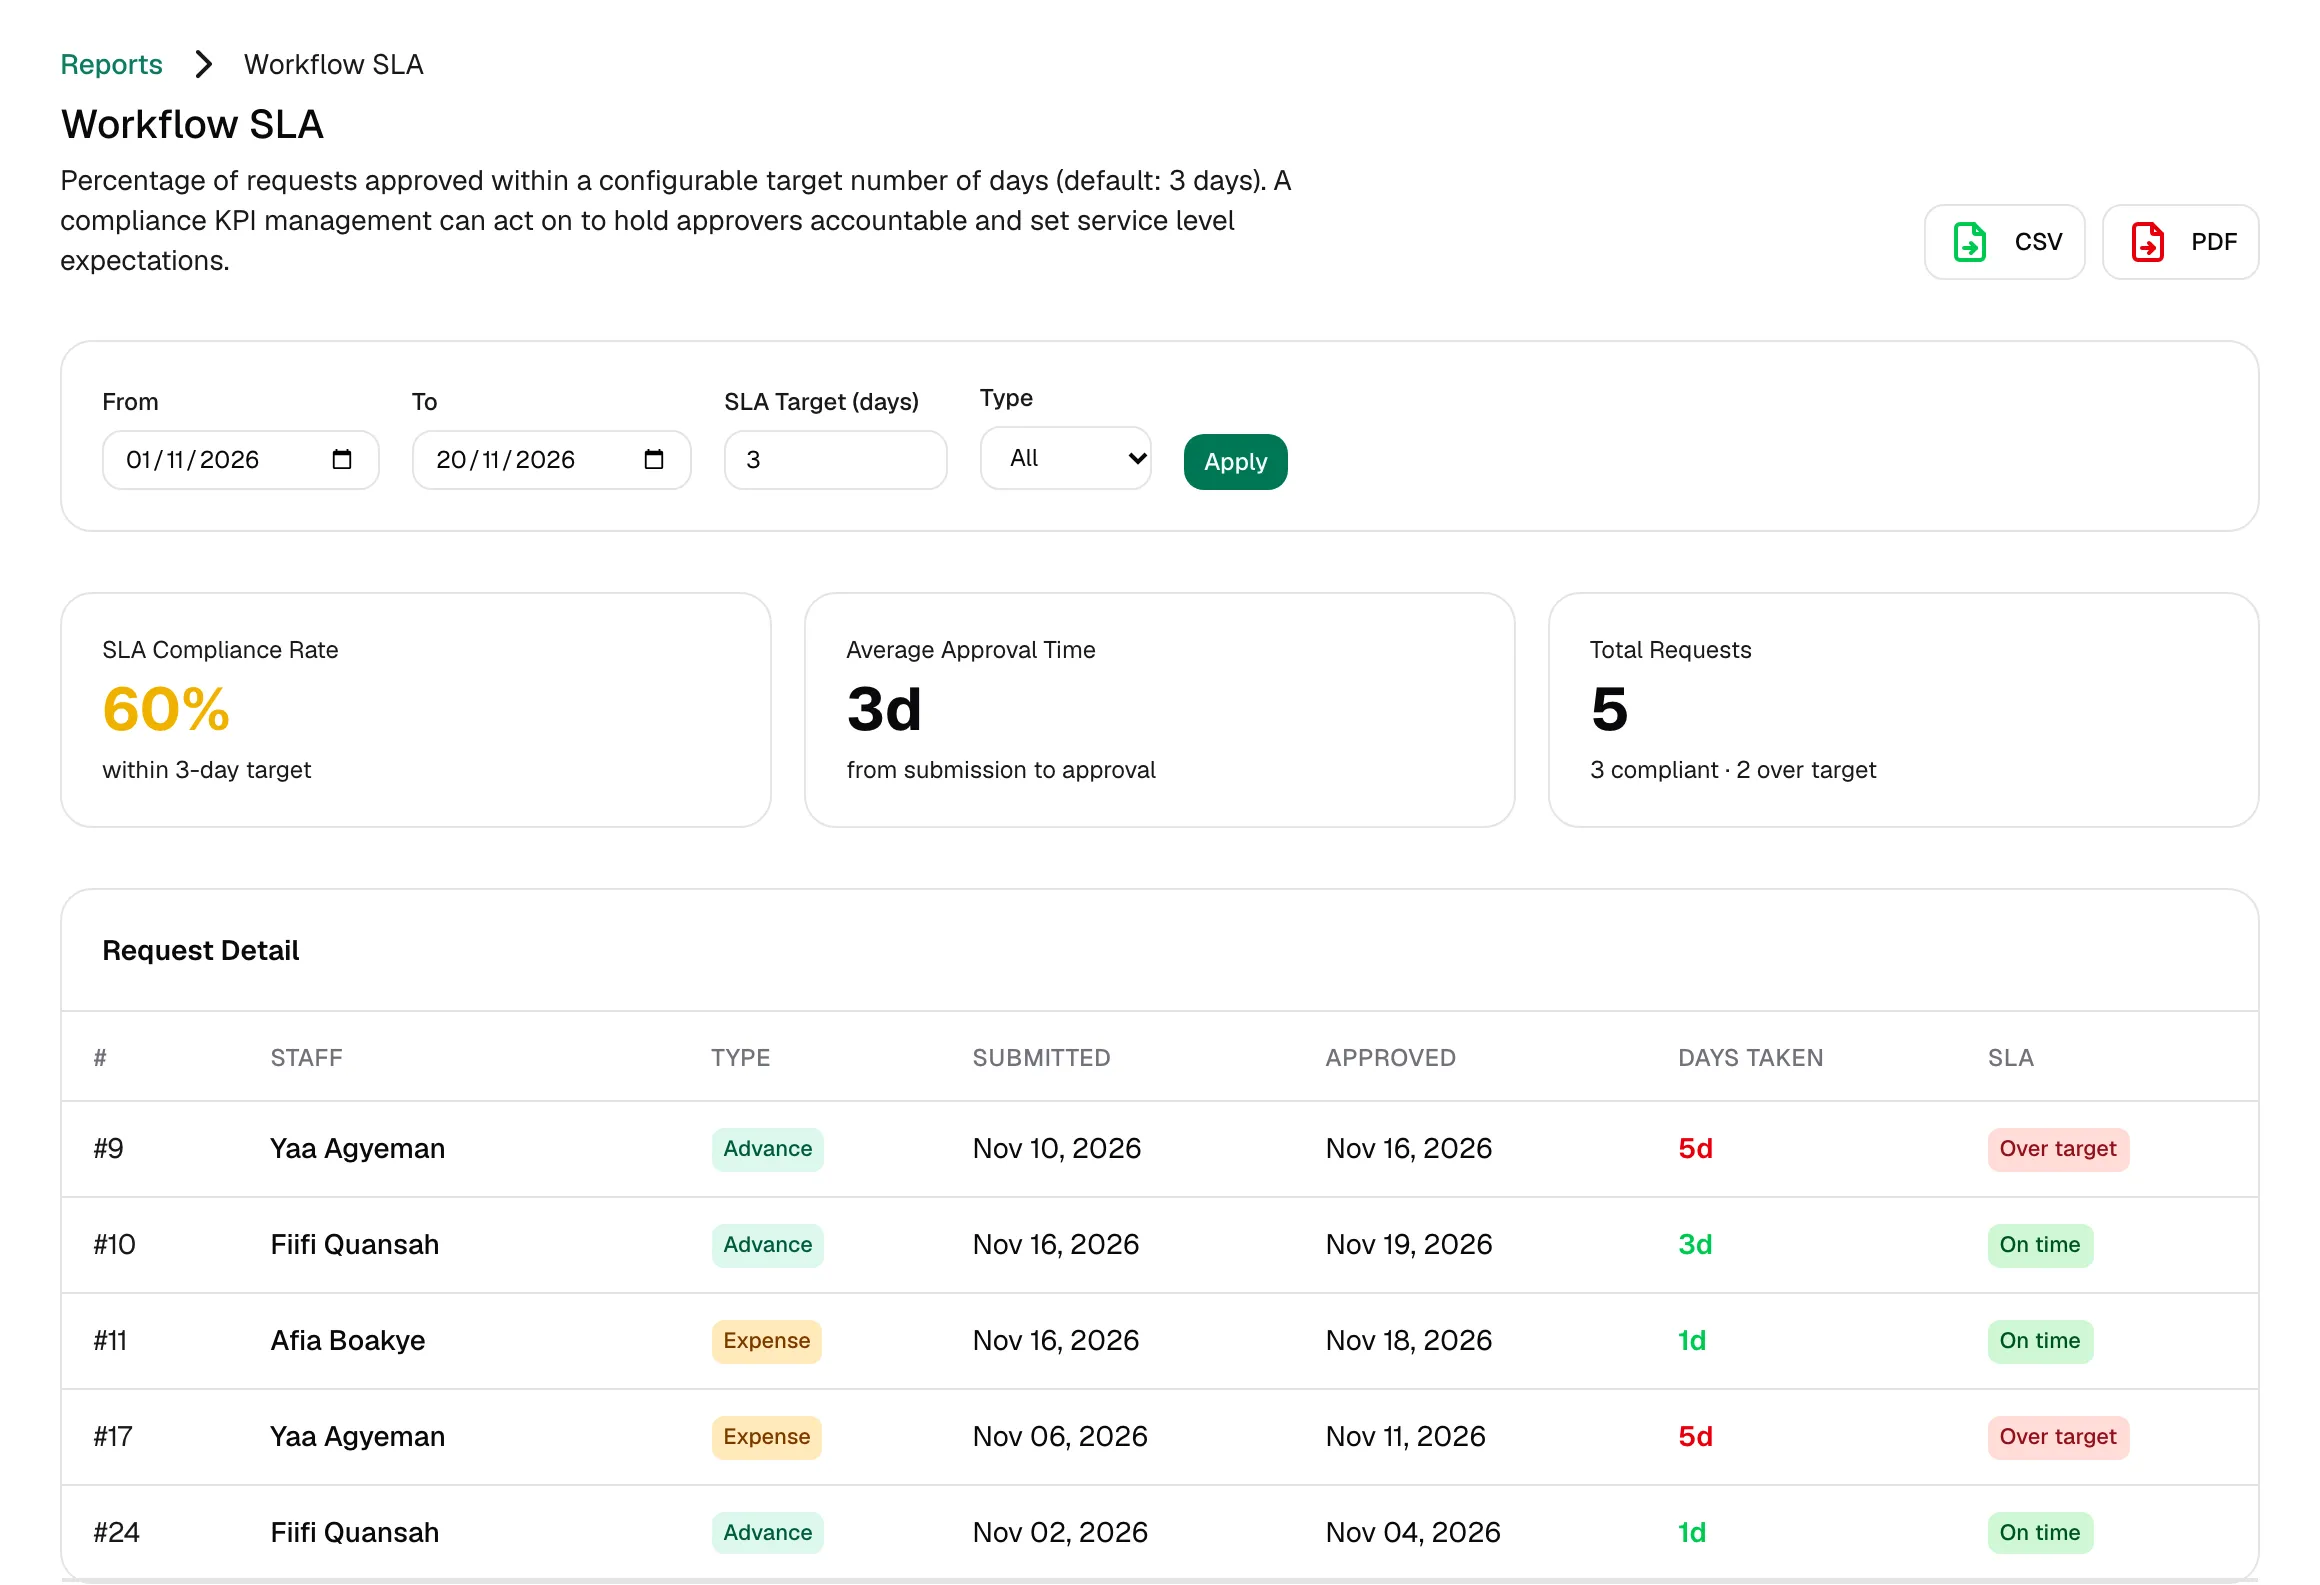 Reports > Workflow SLA
Workflow SLA
Percentage of requests approved within a configurable target number of days (default: 3 days). A
compliance KPI management can act on to hold approvers accountable and set service level
expectations.
CSV PDF
From To SLA Target (days) Type
01/11/2026 20/11/2026 3 All Apply
SLA Compliance Rate
60%
within 3-day target
Average Approval Time
3d
from submission to approval
Total Requests
5
3 compliant · 2 over target
Request Detail
# STAFF TYPE SUBMITTED APPROVED DAYS TAKEN SLA
#9 Yaa Agyeman Advance Nov 10, 2026 Nov 16, 2026 5d Over target
#10 Fiifi Quansah Advance Nov 16, 2026 Nov 19, 2026 3d On time
#11 Afia Boakye Expense Nov 16, 2026 Nov 18, 2026 1d On time
#17 Yaa Agyeman Expense Nov 06, 2026 Nov 11, 2026 5d Over target
#24 Fiifi Quansah Advance Nov 02, 2026 Nov 04, 2026 1d On time